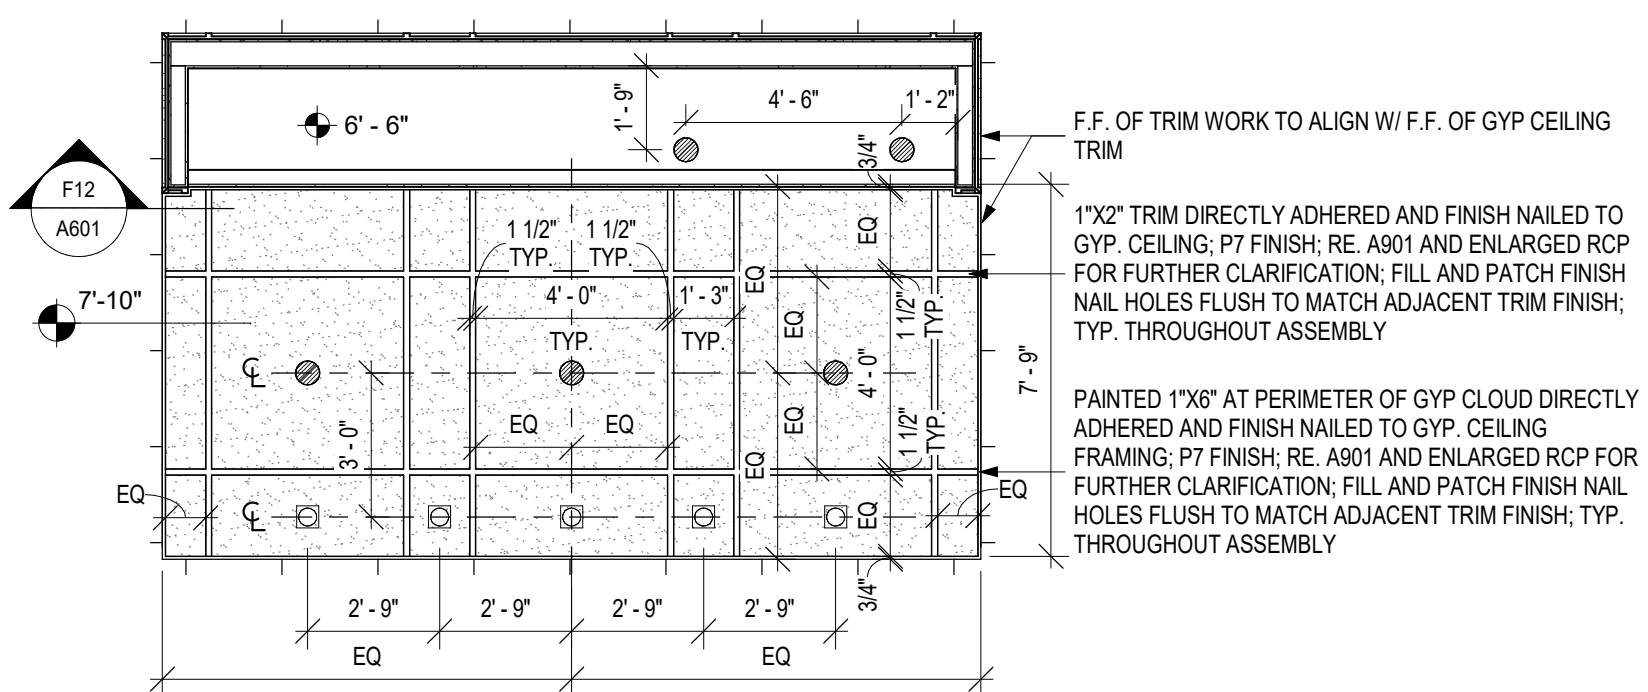 4' - 6"
1' - 2"
1' - 9"
6' - 6"
3/4"
F12
A601
7'-10"
F.F. OF TRIM WORK TO ALIGN W/ F.F. OF GYP CEILING
TRIM
1"X2" TRIM DIRECTLY ADHERED AND FINISH NAILED TO
GYP. CEILING; P7 FINISH; RE. A901 AND ENLARGED RCP
FOR FURTHER CLARIFICATION; FILL AND PATCH FINISH
NAIL HOLES FLUSH TO MATCH ADJACENT TRIM FINISH;
TYP. THROUGHOUT ASSEMBLY
PAINTED 1"X6" AT PERIMETER OF GYP CLOUD DIRECTLY
ADHERED AND FINISH NAILED TO GYP. CEILING
FRAMING; P7 FINISH; RE. A901 AND ENLARGED RCP FOR
FURTHER CLARIFICATION; FILL AND PATCH FINISH NAIL
HOLES FLUSH TO MATCH ADJACENT TRIM FINISH; TYP.
THROUGHOUT ASSEMBLY
1 1/2"
TYP.
1 1/2"
TYP.
EQ
EQ
4' - 0"
TYP.
1' - 3"
TYP.
EQ
1 1/2"
TYP.
CL
4' - 0"
7' - 9"
EQ
EQ
EQ
3' - 0"
1 1/2"
TYP.
EQ
EQ
EQ
CL
EQ
3/4"
2' - 9"
2' - 9"
2' - 9"
2' - 9"
EQ
EQ